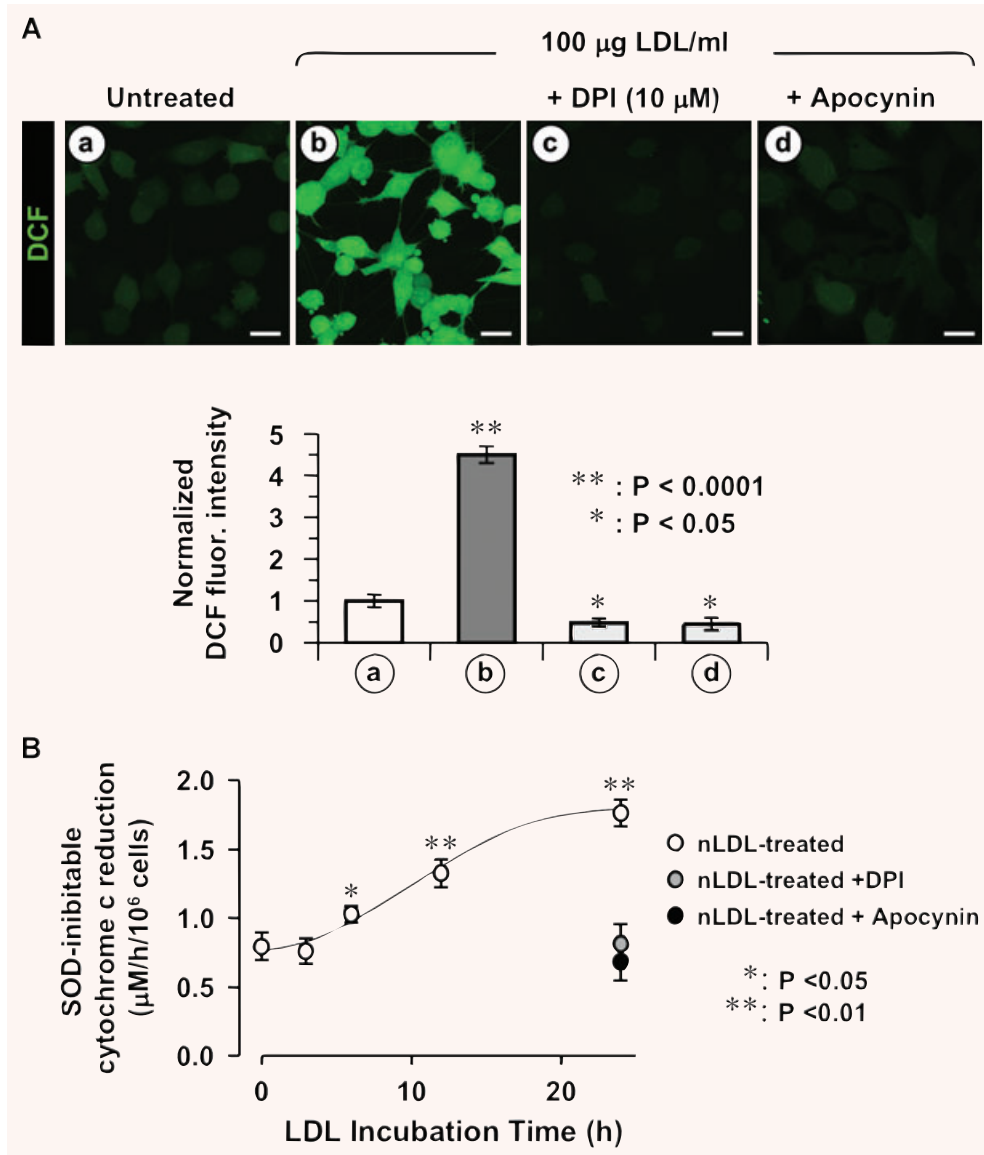 A
100 μg LDL/ml
Untreated
+ DPI (10 μM)
+ Apocynin
DCF
a
b
c
d
Normalized
DCF fluor. intensity
5
4
3
2
1
0
**
*
*
** : P < 0.0001
* : P < 0.05
a
b
c
d
B
SOD-inibitable
cytochrome c reduction
(μM/h/10⁶ cells)
2.0
1.5
1.0
0.5
0.0
*
**
**
nLDL-treated
nLDL-treated +DPI
nLDL-treated + Apocynin
*: P <0.05
**: P <0.01
0
10
20
LDL Incubation Time (h)